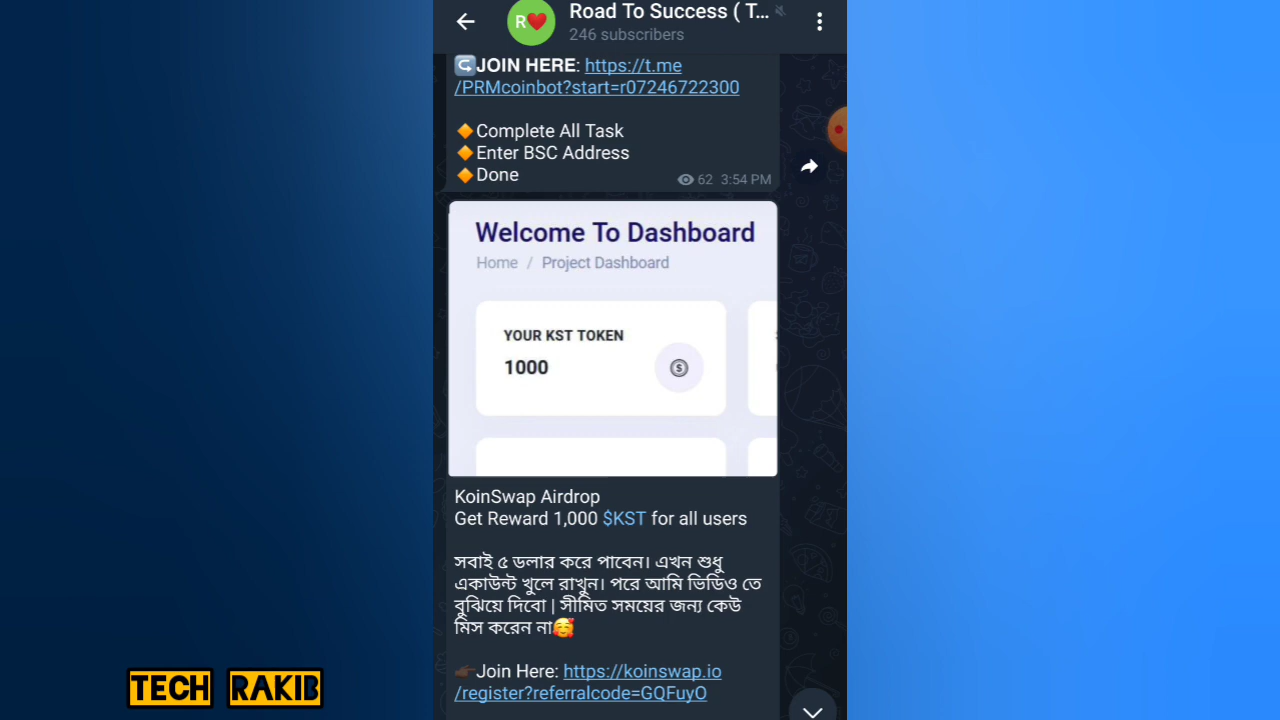 R❤️
Road To Success ( T...
246 subscribers
JOIN HERE: https://t.me
/PRMcoinbot?start=r07246722300
🔶Complete All Task
🔶Enter BSC Address
🔶Done
62 3:54 PM
Welcome To Dashboard
Home / Project Dashboard
YOUR KST TOKEN
1000
KoinSwap Airdrop
Get Reward 1,000 $KST for all users
সবাই ৫ ডলার করে পাবেন। এখন শুধু
একাউন্ট খুলে রাখুন। পরে আমি ভিডিও তে
বুঝিয়ে দিবো | সীমিত সময়ের জন্য কেউ
মিস করেন না🥰
Join Here: https://koinswap.io
/register?referralcode=GQFuyO
TECH RAKIB